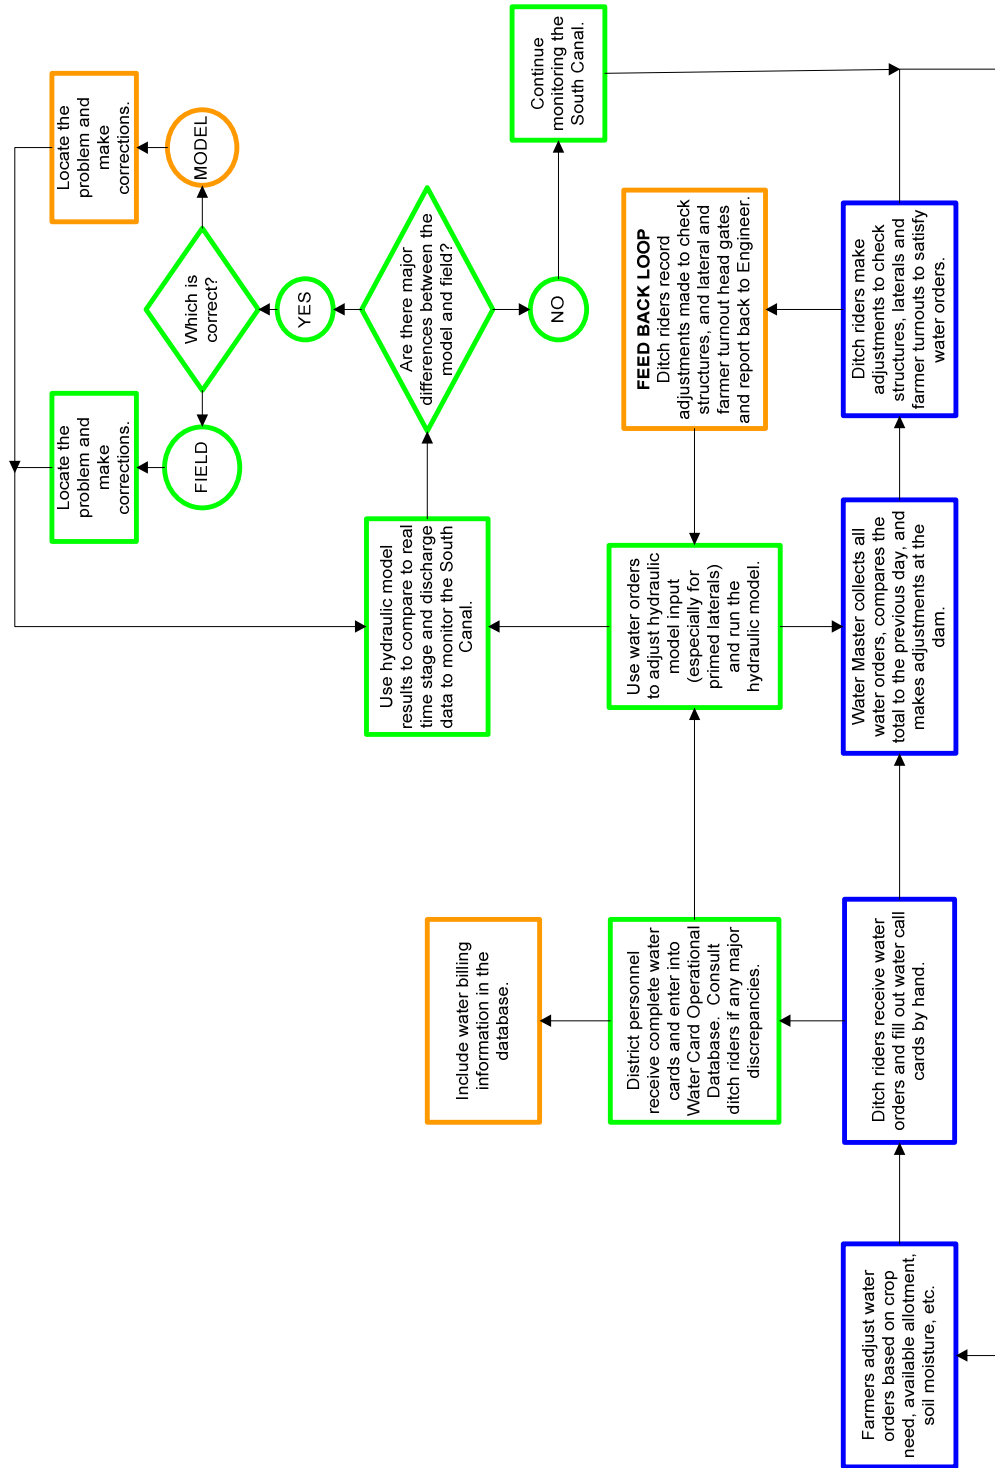 Farmers adjust water
orders based on crop
need, available allotment,
soil moisture, etc.
Ditch riders receive water
orders and fill out water call
cards by hand.
Water Master collects all
water orders, compares the
total to the previous day, and
makes adjustments at the
dam.
Ditch riders make
adjustments to check
structures, laterals and
farmer turnouts to satisfy
water orders.
District personnel
receive complete water
cards and enter into
Water Card Operational
Database.  Consult
ditch riders if any major
discrepancies.
Include water billing
information in the
database.
Use water orders
to adjust hydraulic
model input
(especially for
primed laterals)
and run the
hydraulic model.
FEED BACK LOOP
Ditch riders record
adjustments made to check
structures, and lateral and
farmer turnout head gates
and report back to Engineer.
Use hydraulic model
results to compare to real
time stage and discharge
data to monitor the South
Canal.
Are there major
differences between the
model and field?
NO
Continue
monitoring the
South Canal.
YES
Which is
correct?
FIELD
Locate the
problem and
make
corrections.
MODEL
Locate the
problem and
make
corrections.